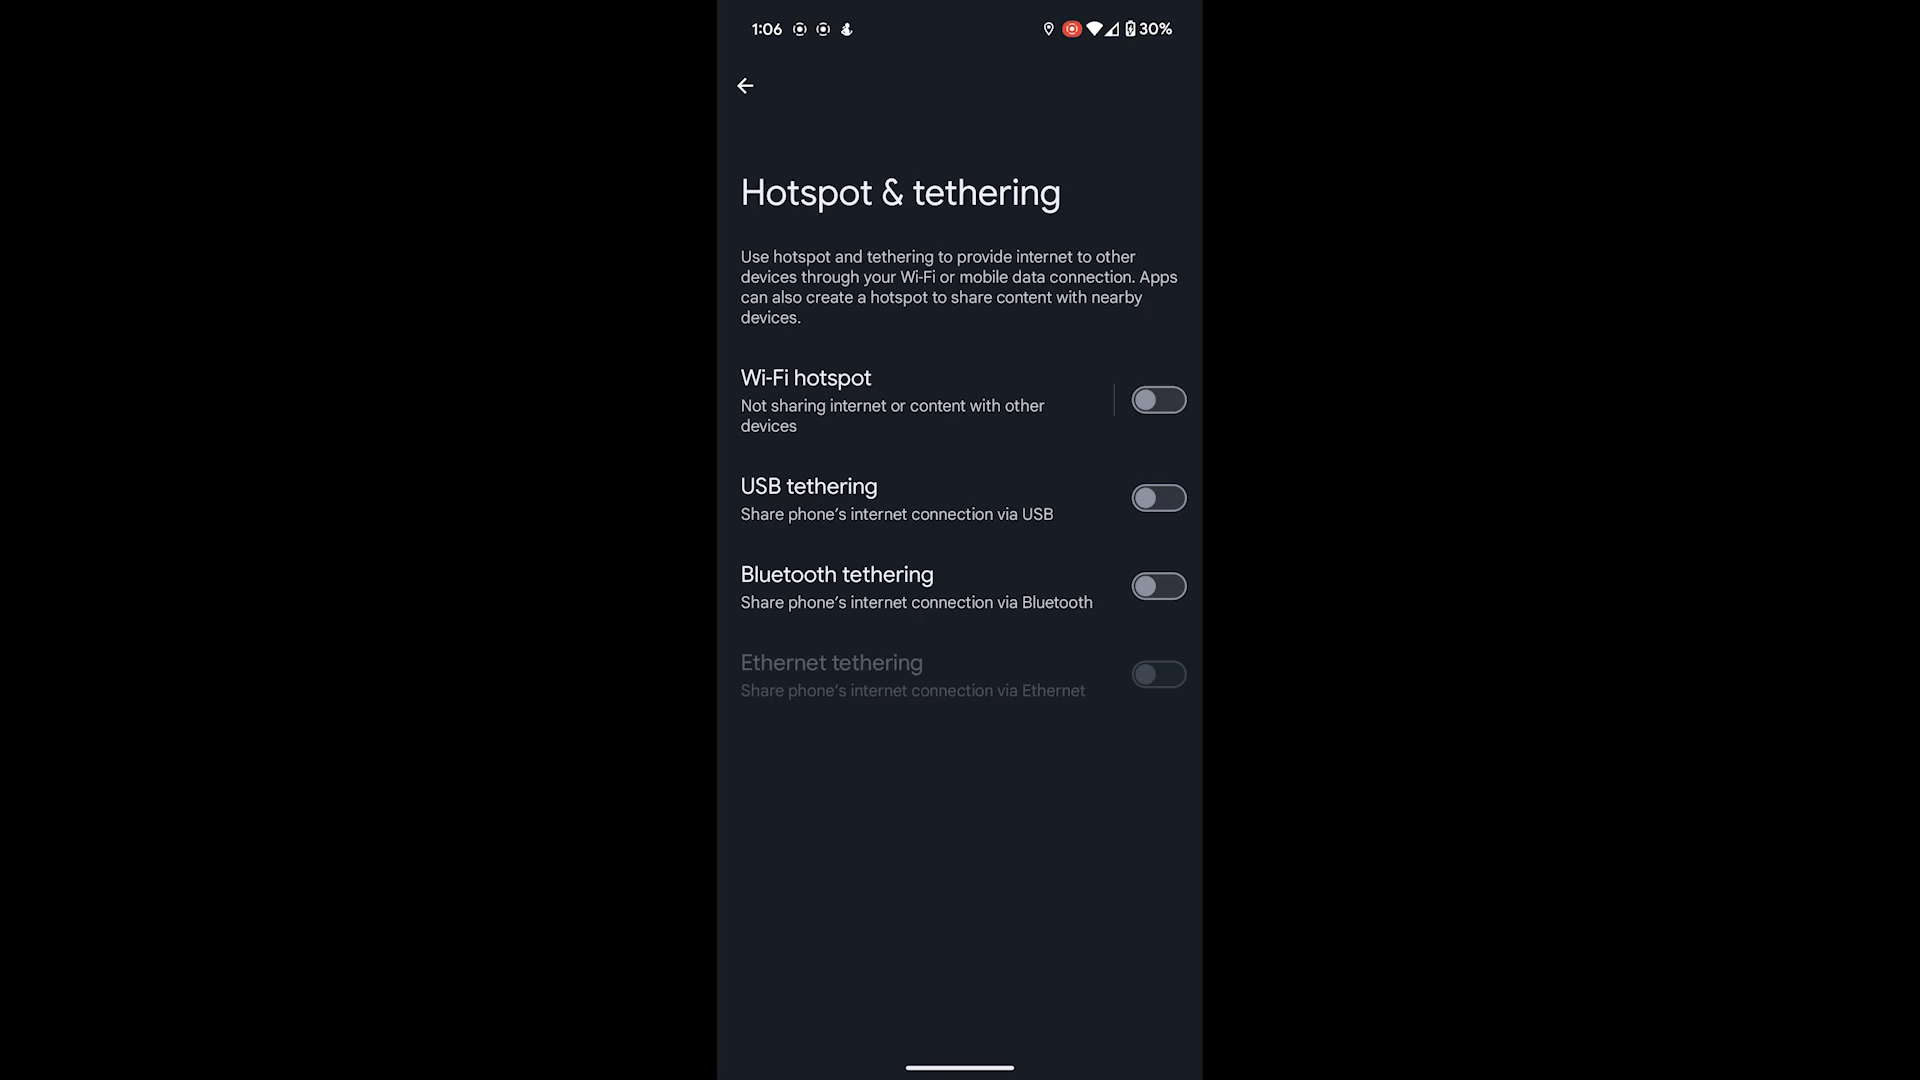 1:06
30%
Hotspot & tethering
Use hotspot and tethering to provide internet to other
devices through your Wi-Fi or mobile data connection. Apps
can also create a hotspot to share content with nearby
devices.
Wi-Fi hotspot
Not sharing internet or content with other
devices
USB tethering
Share phone’s internet connection via USB
Bluetooth tethering
Share phone’s internet connection via Bluetooth
Ethernet tethering
Share phone’s internet connection via Ethernet